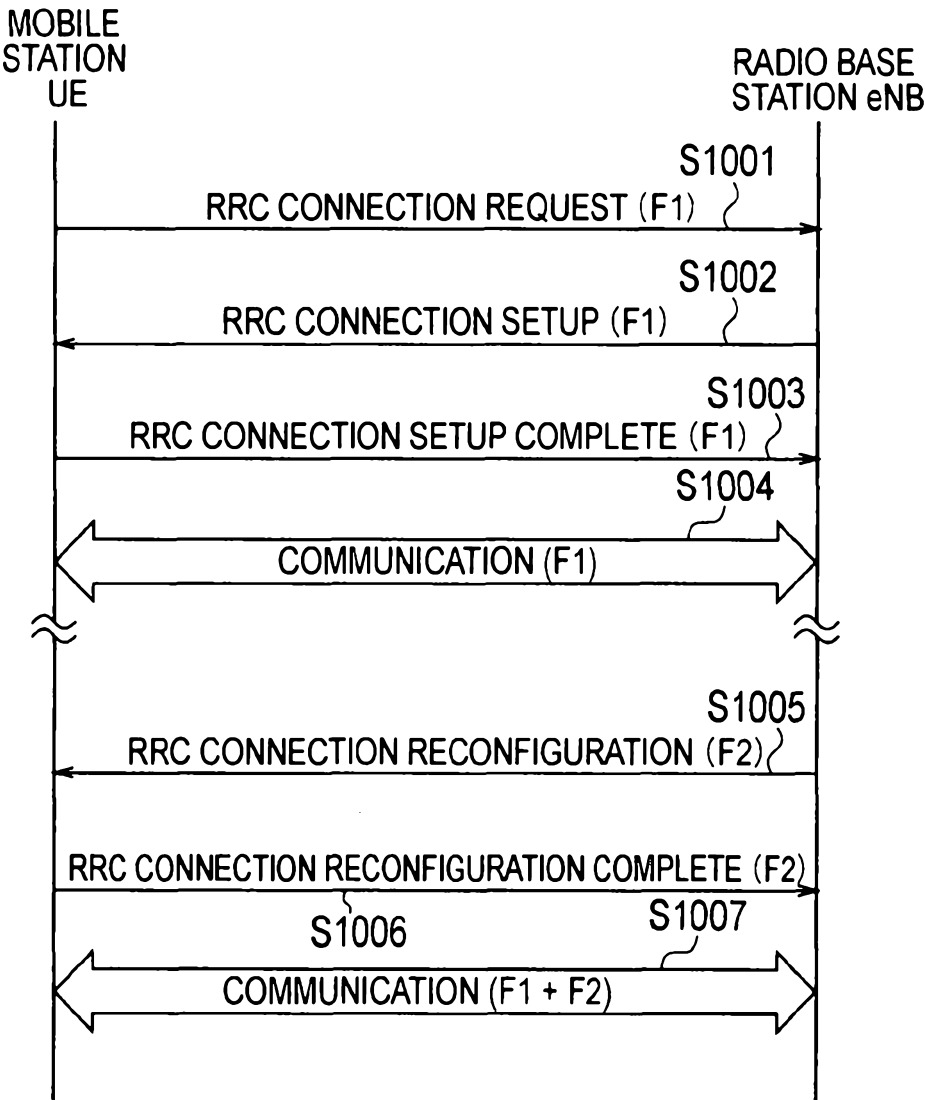 MOBILE
STATION
UE
RADIO BASE
STATION eNB
S1001
RRC CONNECTION REQUEST (F1)
S1002
RRC CONNECTION SETUP (F1)
S1003
RRC CONNECTION SETUP COMPLETE (F1)
S1004
COMMUNICATION (F1)
S1005
RRC CONNECTION RECONFIGURATION (F2)
RRC CONNECTION RECONFIGURATION COMPLETE (F2)
S1006
S1007
COMMUNICATION (F1 + F2)